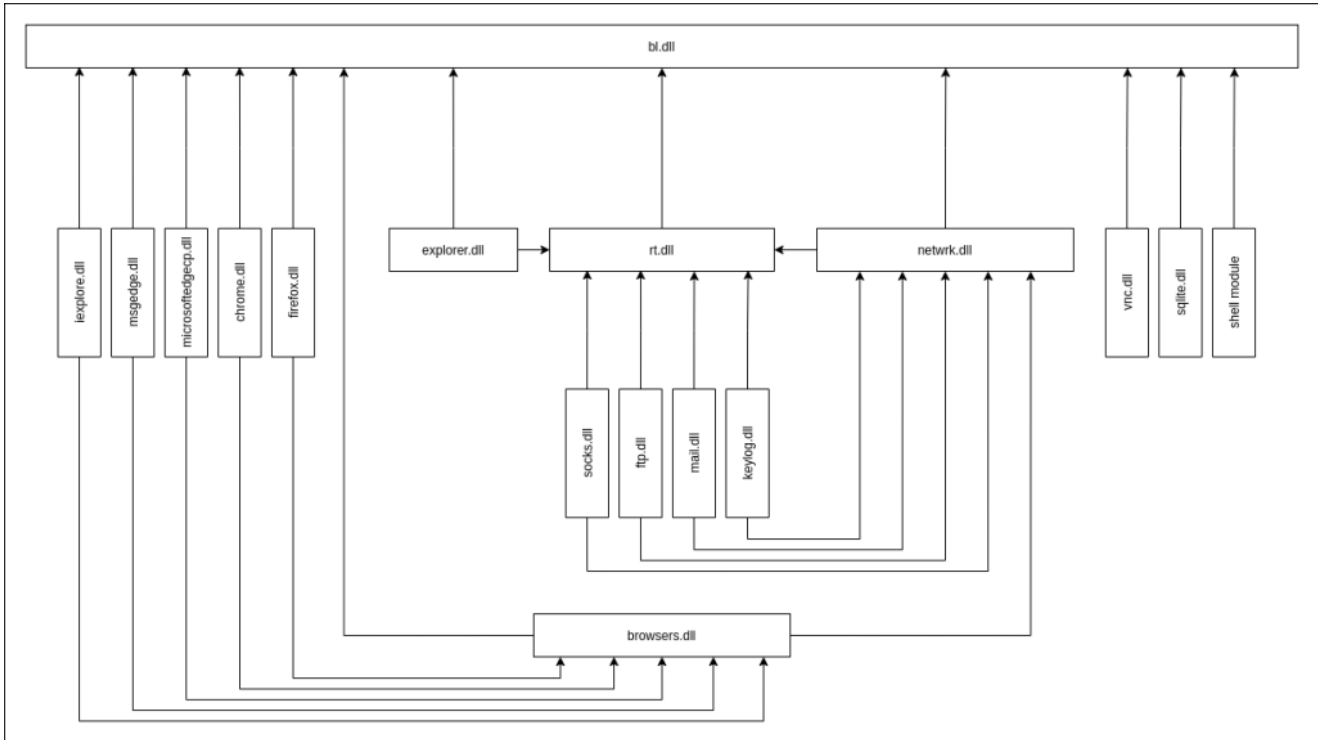 bl.dll
iexplore.dll
msgedge.dll
microsoftedgecp.dll
chrome.dll
firefox.dll
explorer.dll
rt.dll
netwrk.dll
vnc.dll
sqlite.dll
shell module
socks.dll
ftp.dll
mail.dll
keylog.dll
browsers.dll